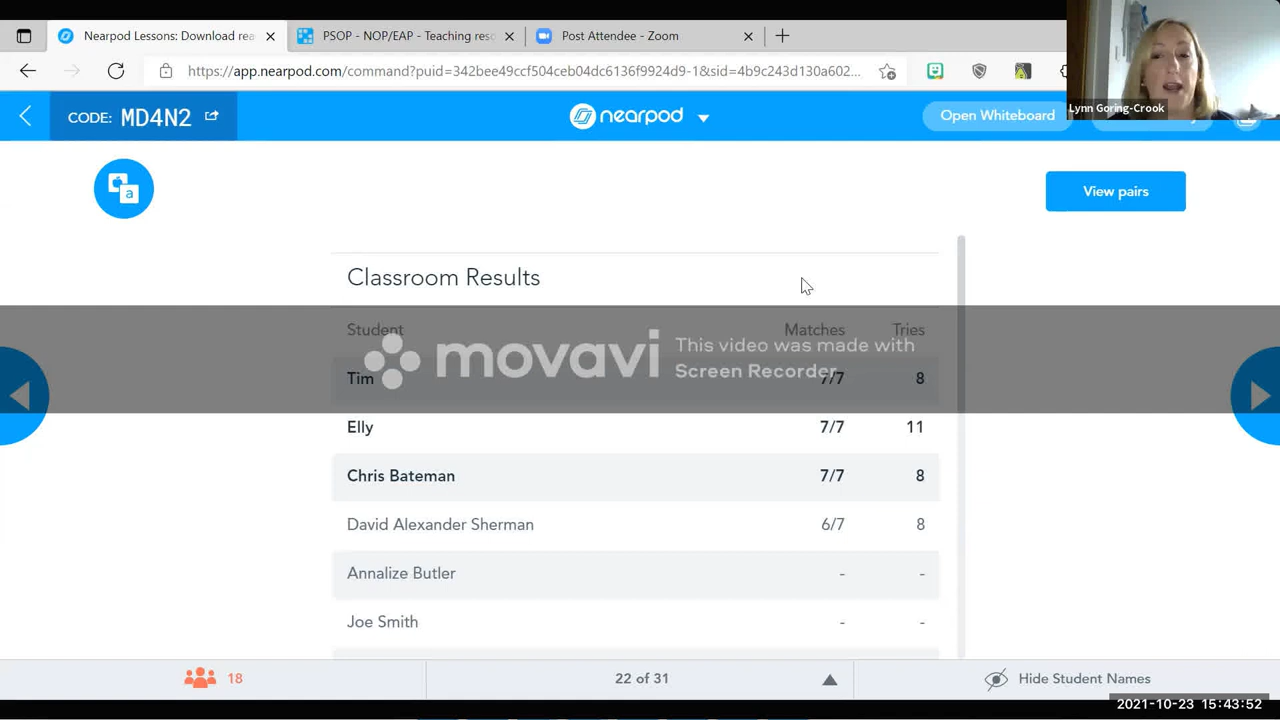 Nearpod Lessons: Download rea
PSOP - NOP/EAP - Teaching reso
Post Attendee - Zoom
https://app.nearpod.com/command?puid=342bee49ccf504ceb04dc6136f9924d9-1&sid=4b9c243d130a602...
Lynn Goring-Crook
CODE: MD4N2
nearpod
Open Whiteboard
a
View pairs
Classroom Results
Student Matches Tries
movavi
This video was made with
Screen Recorder
Tim 7/7 8
Elly 7/7 11
Chris Bateman 7/7 8
David Alexander Sherman 6/7 8
Annalize Butler - -
Joe Smith - -
18
22 of 31
Hide Student Names
2021-10-23 15:43:52